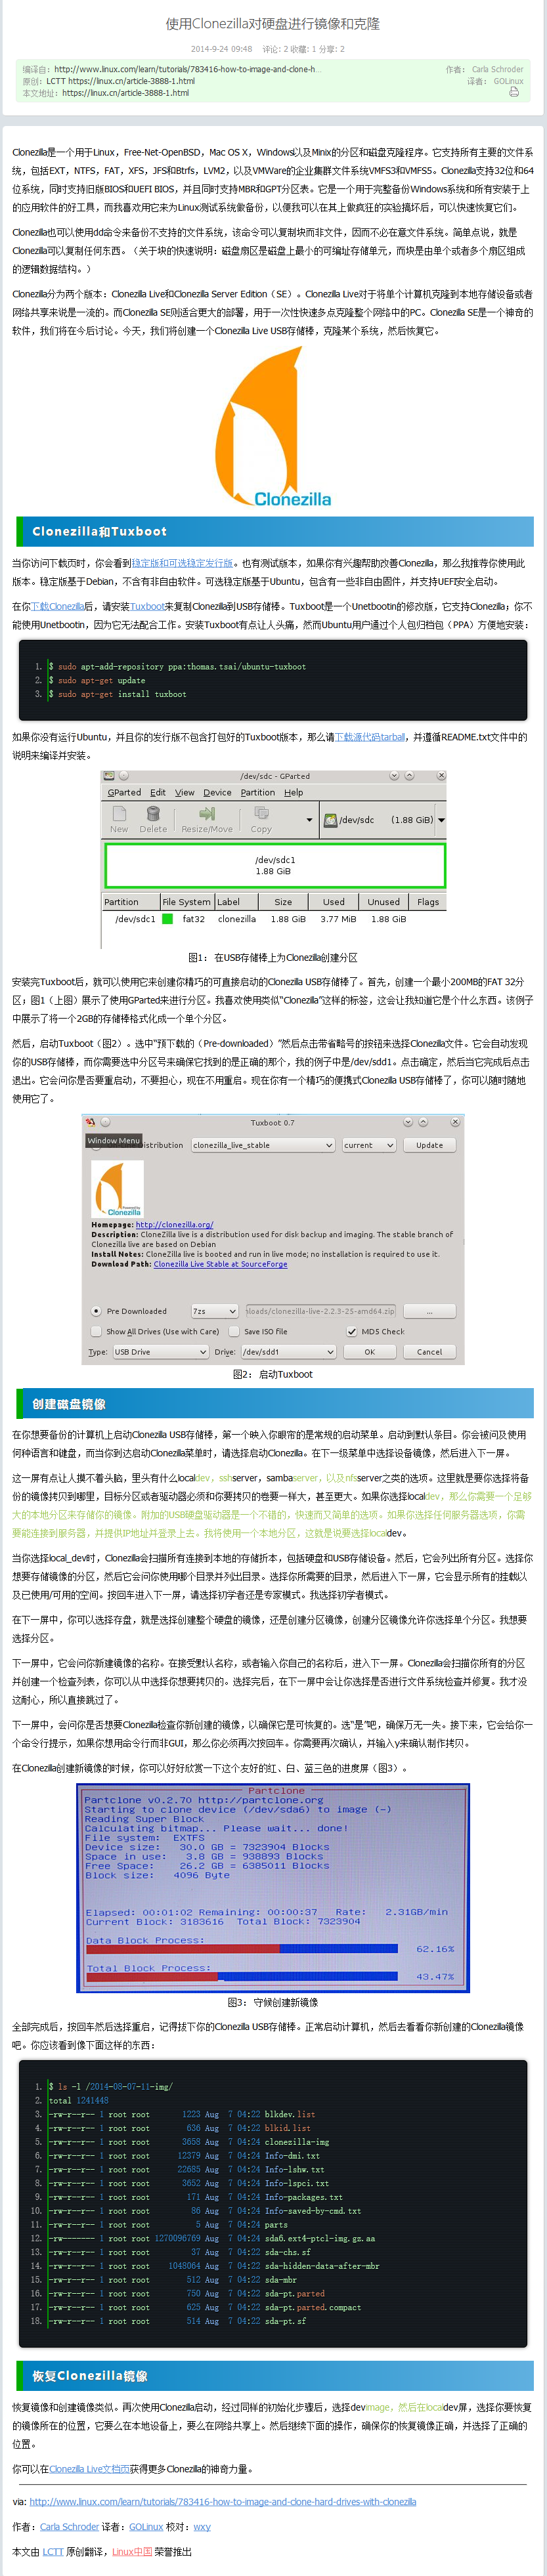 使用Clonezilla对硬盘进行镜像和克隆
2014-9-24 09:48 评论: 2 收藏: 1 分享: 2
编译自: http://www.linux.com/learn/tutorials/783416-how-to-image-and-clone-h... 作者: Carla Schroder
原创: LCTT https://linux.cn/article-3888-1.html 译者: GOLinux
本文地址: https://linux.cn/article-3888-1.html
Clonezilla是一个用于Linux，Free-Net-OpenBSD，Mac OS X，Windows以及Minix的分区和磁盘克隆程序。它支持所有主要的文件系
统，包括EXT，NTFS，FAT，XFS，JFS和Btrfs，LVM2，以及VMWare的企业集群文件系统VMFS3和VMFS5。Clonezilla支持32位和64
位系统，同时支持旧版BIOS和UEFI BIOS，并且同时支持MBR和GPT分区表。它是一个用于完整备份Windows系统和所有安装于上
的应用软件的好工具，而我喜欢用它来为Linux测试系统做备份，以便我可以在其上做疯狂的实验搞坏后，可以快速恢复它们。
Clonezilla也可以使用dd命令来备份不支持的文件系统，该命令可以复制块而非文件，因而不必在意文件系统。简单点说，就是
Clonezilla可以复制任何东西。（关于块的快速说明：磁盘扇区是磁盘上最小的可编址存储单元，而块是由单个或者多个扇区组成
的逻辑数据结构。）
Clonezilla分为两个版本：Clonezilla Live和Clonezilla Server Edition（SE）。Clonezilla Live对于将单个计算机克隆到本地存储设备或者
网络共享来说是一流的。而Clonezilla SE则适合更大的部署，用于一次性快速多点克隆整个网络中的PC。Clonezilla SE是一个神奇的
软件，我们将在今后讨论。今天，我们将创建一个Clonezilla Live USB存储棒，克隆某个系统，然后恢复它。
Clonezilla
Clonezilla和Tuxboot
当你访问下载页时，你会看到稳定版和可选稳定发行版。也有测试版本，如果你有兴趣帮助改善Clonezilla，那么我推荐你使用此
版本。稳定版基于Debian，不含有非自由软件。可选稳定版基于Ubuntu，包含有一些非自由固件，并支持UEFI安全启动。
在你下载Clonezilla后，请安装Tuxboot来复制Clonezilla到USB存储棒。Tuxboot是一个Unetbootin的修改版，它支持Clonezilla；你不
能使用Unetbootin，因为它无法配合工作。安装Tuxboot有点让人头痛，然而Ubuntu用户通过个人包归档包（PPA）方便地安装：
1. $ sudo apt-add-repository ppa:thomas.tsai/ubuntu-tuxboot
2. $ sudo apt-get update
3. $ sudo apt-get install tuxboot
如果你没有运行Ubuntu，并且你的发行版不包含打包好的Tuxboot版本，那么请下载源代码tarball，并遵循README.txt文件中的
说明来编译并安装。
/dev/sdc - GParted
GParted Edit View Device Partition Help
New Delete Resize/Move Copy /dev/sdc (1.88 GiB)
/dev/sdc1
1.88 GiB
Partition File System Label Size Used Unused Flags
/dev/sdc1 fat32 clonezilla 1.88 GiB 3.77 MiB 1.88 GiB
图1： 在USB存储棒上为Clonezilla创建分区
安装完Tuxboot后，就可以使用它来创建你精巧的可直接启动的Clonezilla USB存储棒了。首先，创建一个最小200MB的FAT 32分
区；图1（上图）展示了使用GParted来进行分区。我喜欢使用类似“Clonezilla”这样的标签，这会让我知道它是个什么东西。该例子
中展示了将一个2GB的存储棒格式化成一个单个分区。
然后，启动Tuxboot（图2）。选中“预下载的（Pre-downloaded）”然后点击带省略号的按钮来选择Clonezilla文件。它会自动发现
你的USB存储棒，而你需要选中分区号来确保它找到的是正确的那个，我的例子中是/dev/sdd1。点击确定，然后当它完成后点击
退出。它会问你是否要重启动，不要担心，现在不用重启。现在你有一个精巧的便携式Clonezilla USB存储棒了，你可以随时随地
使用它了。
Tuxboot 0.7
Window Menu
clonezilla_live_stable current Update
Clonezilla
Homepage: http://clonezilla.org/
Description: CloneZilla live is a distribution used for disk backup and imaging. The stable branch of
Clonezilla live are based on Debian
Install Notes: CloneZilla live is booted and run in live mode; no installation is required to use it.
Download Path: Clonezilla Live Stable at SourceForge
Pre Downloaded 7zs nloads/clonezilla-live-2.2.3-25-amd64.zip ...
Show All Drives (Use with Care) Save ISO file MD5 Check
Type: USB Drive Drive: /dev/sdd1 OK Cancel
图2： 启动Tuxboot
创建磁盘镜像
在你想要备份的计算机上启动Clonezilla USB存储棒，第一个映入你眼帘的是常规的启动菜单。启动到默认条目。你会被问及使用
何种语言和键盘，而当你到达启动Clonezilla菜单时，请选择启动Clonezilla。在下一级菜单中选择设备镜像，然后进入下一屏。
这一屏有点让人摸不着头脑，里头有什么localdev，sshserver，sambaserver，以及nfsserver之类的选项。这里就是要你选择将备
份的镜像拷贝到哪里，目标分区或者驱动器必须和你要拷贝的卷要一样大，甚至更大。如果你选择localdev，那么你需要一个足够
大的本地分区来存储你的镜像。附加的USB硬盘驱动器是一个不错的，快速而又简单的选项。如果你选择任何服务器选项，你需
要能连接到服务器，并提供IP地址并登录上去。我将使用一个本地分区，这就是说要选择localdev。
当你选择local_dev时，Clonezilla会扫描所有连接到本地的存储折本，包括硬盘和USB存储设备。然后，它会列出所有分区。选择你
想要存储镜像的分区，然后它会问你使用哪个目录并列出目录。选择你所需要的目录，然后进入下一屏，它会显示所有的挂载以
及已使用/可用的空间。按回车进入下一屏，请选择初学者还是专家模式。我选择初学者模式。
在下一屏中，你可以选择存盘，就是选择创建整个硬盘的镜像，还是创建分区镜像，创建分区镜像允许你选择单个分区。我想要
选择分区。
下一屏中，它会问你新建镜像的名称。在接受默认名称，或者输入你自己的名称后，进入下一屏。Clonezilla会扫描你所有的分区
并创建一个检查列表，你可以从中选择你想要拷贝的。选择完后，在下一屏中会让你选择是否进行文件系统检查并修复。我才没
这耐心，所以直接跳过了。
下一屏中，会问你是否想要Clonezilla检查你新创建的镜像，以确保它是可恢复的。选“是”吧，确保万无一失。接下来，它会给你一
个命令行提示，如果你想用命令行而非GUI，那么你必须再次按回车。你需要再次确认，并输入y来确认制作拷贝。
在Clonezilla创建新镜像的时候，你可以好好欣赏一下这个友好的红、白、蓝三色的进度屏（图3）。
Partclone
Partclone v0.2.70 http://partclone.org
Starting to clone device (/dev/sda6) to image (-)
Reading Super Block
Calculating bitmap... Please wait... done!
File system: EXTFS
Device size: 30.0 GB = 7323904 Blocks
Space in use: 3.8 GB = 938893 Blocks
Free Space: 26.2 GB = 6385011 Blocks
Block size: 4096 Byte
Elapsed: 00:01:02 Remaining: 00:00:37 Rate: 2.31GB/min
Current Block: 3183616 Total Block: 7323904
Data Block Process:
62.16%
Total Block Process:
43.47%
图3： 守候创建新镜像
全部完成后，按回车然后选择重启，记得拔下你的Clonezilla USB存储棒。正常启动计算机，然后去看看你新创建的Clonezilla镜像
吧。你应该看到像下面这样的东西：
1. $ ls -l /2014-08-07-11-img/
2. total 1241448
3. -rw-r--r-- 1 root root 1223 Aug 7 04:22 blkdev.list
4. -rw-r--r-- 1 root root 636 Aug 7 04:22 blkid.list
5. -rw-r--r-- 1 root root 3658 Aug 7 04:24 clonezilla-img
6. -rw-r--r-- 1 root root 12379 Aug 7 04:24 Info-dmi.txt
7. -rw-r--r-- 1 root root 22685 Aug 7 04:24 Info-lshw.txt
8. -rw-r--r-- 1 root root 3652 Aug 7 04:24 Info-lspci.txt
9. -rw-r--r-- 1 root root 171 Aug 7 04:24 Info-packages.txt
10. -rw-r--r-- 1 root root 86 Aug 7 04:24 Info-saved-by-cmd.txt
11. -rw-r--r-- 1 root root 5 Aug 7 04:24 parts
12. -rw------- 1 root root 1270096769 Aug 7 04:24 sda6.ext4-ptcl-img.gz.aa
13. -rw-r--r-- 1 root root 37 Aug 7 04:22 sda-chs.sf
14. -rw-r--r-- 1 root root 1048064 Aug 7 04:22 sda-hidden-data-after-mbr
15. -rw-r--r-- 1 root root 512 Aug 7 04:22 sda-mbr
16. -rw-r--r-- 1 root root 750 Aug 7 04:22 sda-pt.parted
17. -rw-r--r-- 1 root root 625 Aug 7 04:22 sda-pt.parted.compact
18. -rw-r--r-- 1 root root 514 Aug 7 04:22 sda-pt.sf
恢复Clonezilla镜像
恢复镜像和创建镜像类似。再次使用Clonezilla启动，经过同样的初始化步骤后，选择devimage，然后在localdev屏，选择你要恢复
的镜像所在的位置，它要么在本地设备上，要么在网络共享上。然后继续下面的操作，确保你的恢复镜像正确，并选择了正确的
位置。
你可以在Clonezilla Live文档页获得更多Clonezilla的神奇力量。
via: http://www.linux.com/learn/tutorials/783416-how-to-image-and-clone-hard-drives-with-clonezilla
作者：Carla Schroder 译者：GOLinux 校对：wxy
本文由 LCTT 原创翻译，Linux中国 荣誉推出